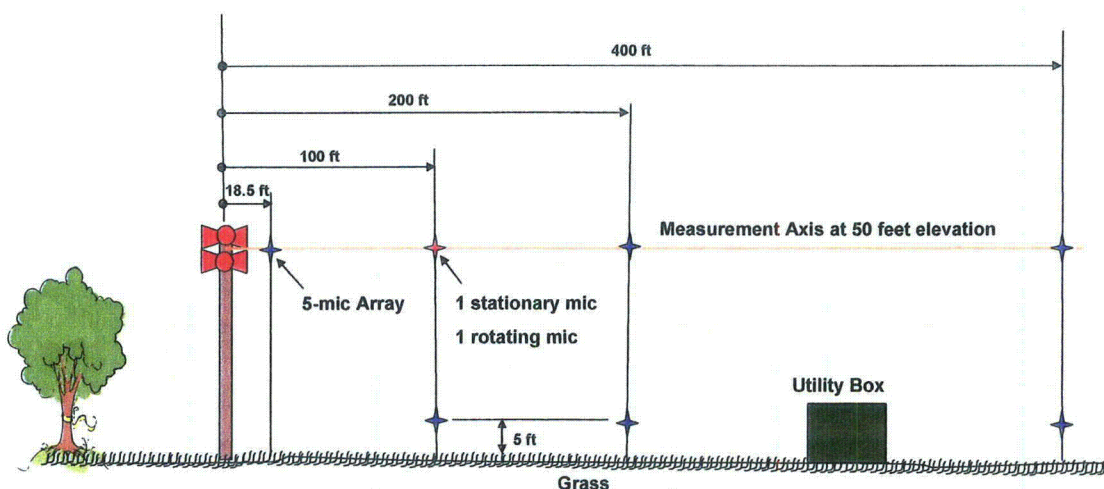 400 ft
200 ft
100 ft
18.5 ft
Measurement Axis at 50 feet elevation
5-mic Array
1 stationary mic
1 rotating mic
Utility Box
5 ft
Grass